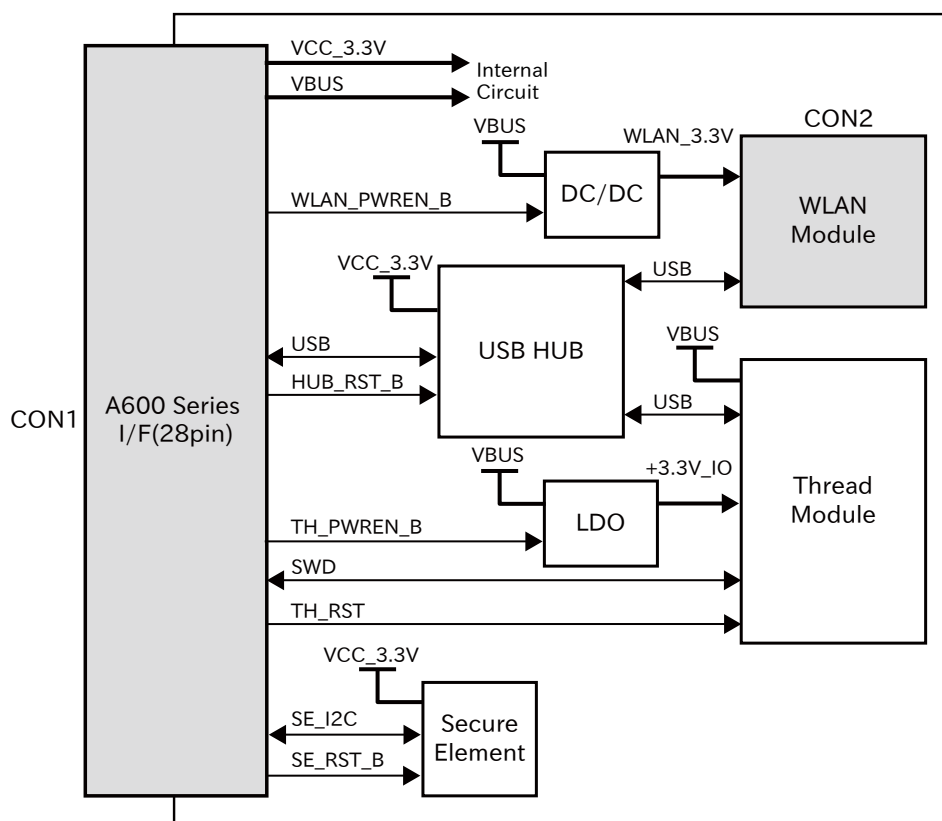 VCC_3.3V
VBUS
Internal
Circuit
CON2
VBUS
WLAN_3.3V
DC/DC
WLAN
Module
WLAN_PWREN_B
VCC_3.3V
USB
USB HUB
USB
HUB_RST_B
VBUS
USB
CON1
A600 Series
I/F(28pin)
VBUS
+3.3V_IO
LDO
Thread
Module
TH_PWREN_B
SWD
TH_RST
VCC_3.3V
Secure
Element
SE_I2C
SE_RST_B